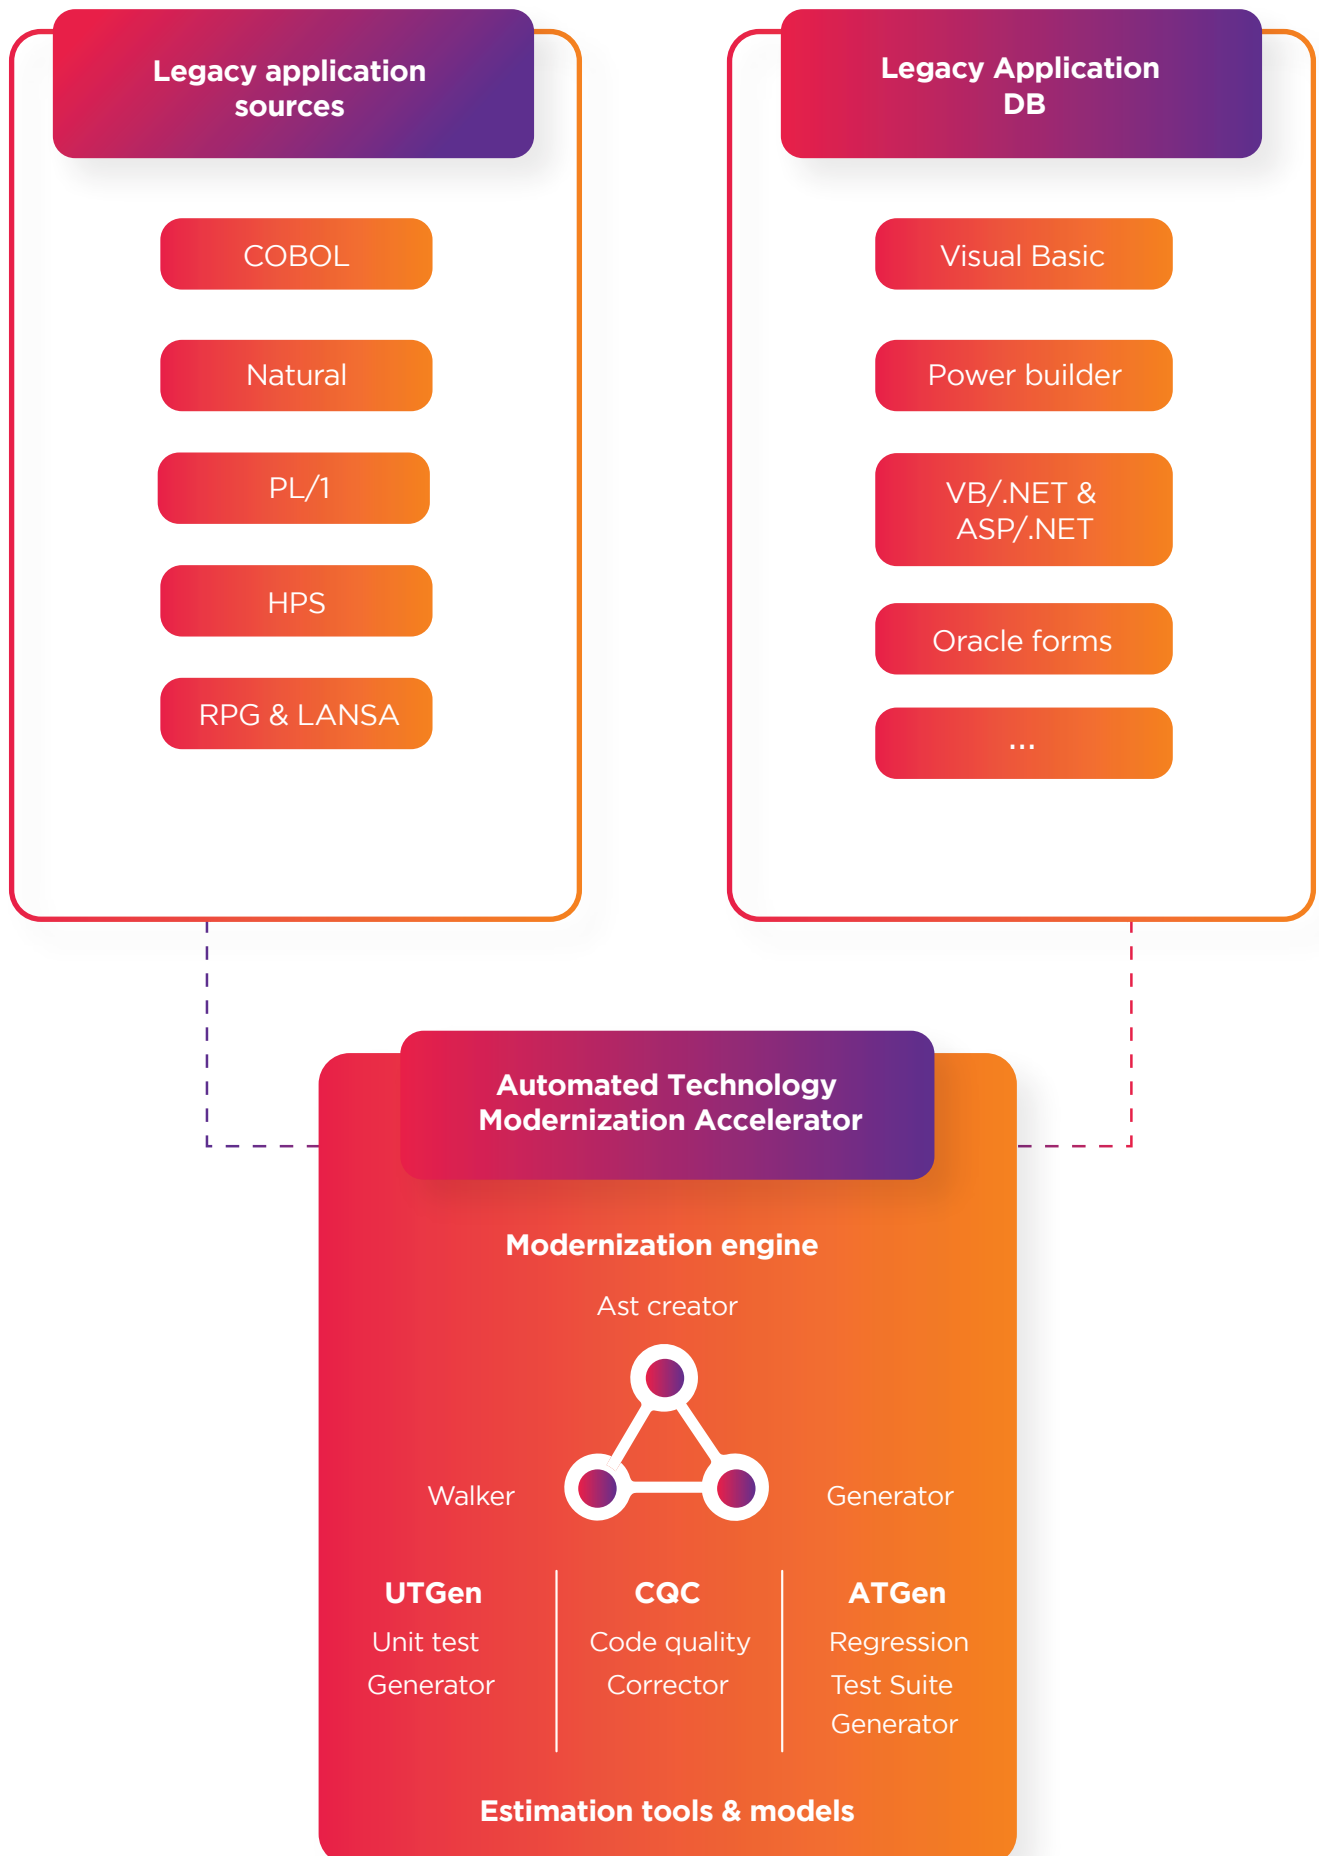 Legacy application
sources
COBOL
Natural
PL/1
HPS
RPG & LANSA
Legacy Application
DB
Visual Basic
Power builder
VB/.NET &
ASP/.NET
Oracle forms
...
Automated Technology
Modernization Accelerator
Modernization engine
Ast creator
Walker
Generator
UTGen
Unit test
Generator
CQC
Code quality
Corrector
ATGen
Regression
Test Suite
Generator
Estimation tools & models